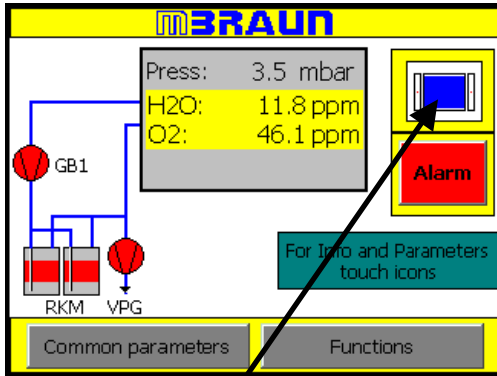 MBRAUN
Press: 3.5 mbar
H2O: 11.8 ppm
O2: 46.1 ppm
GB1
Alarm
For Info and Parameters
touch icons
RKM VPG
Common parameters Functions